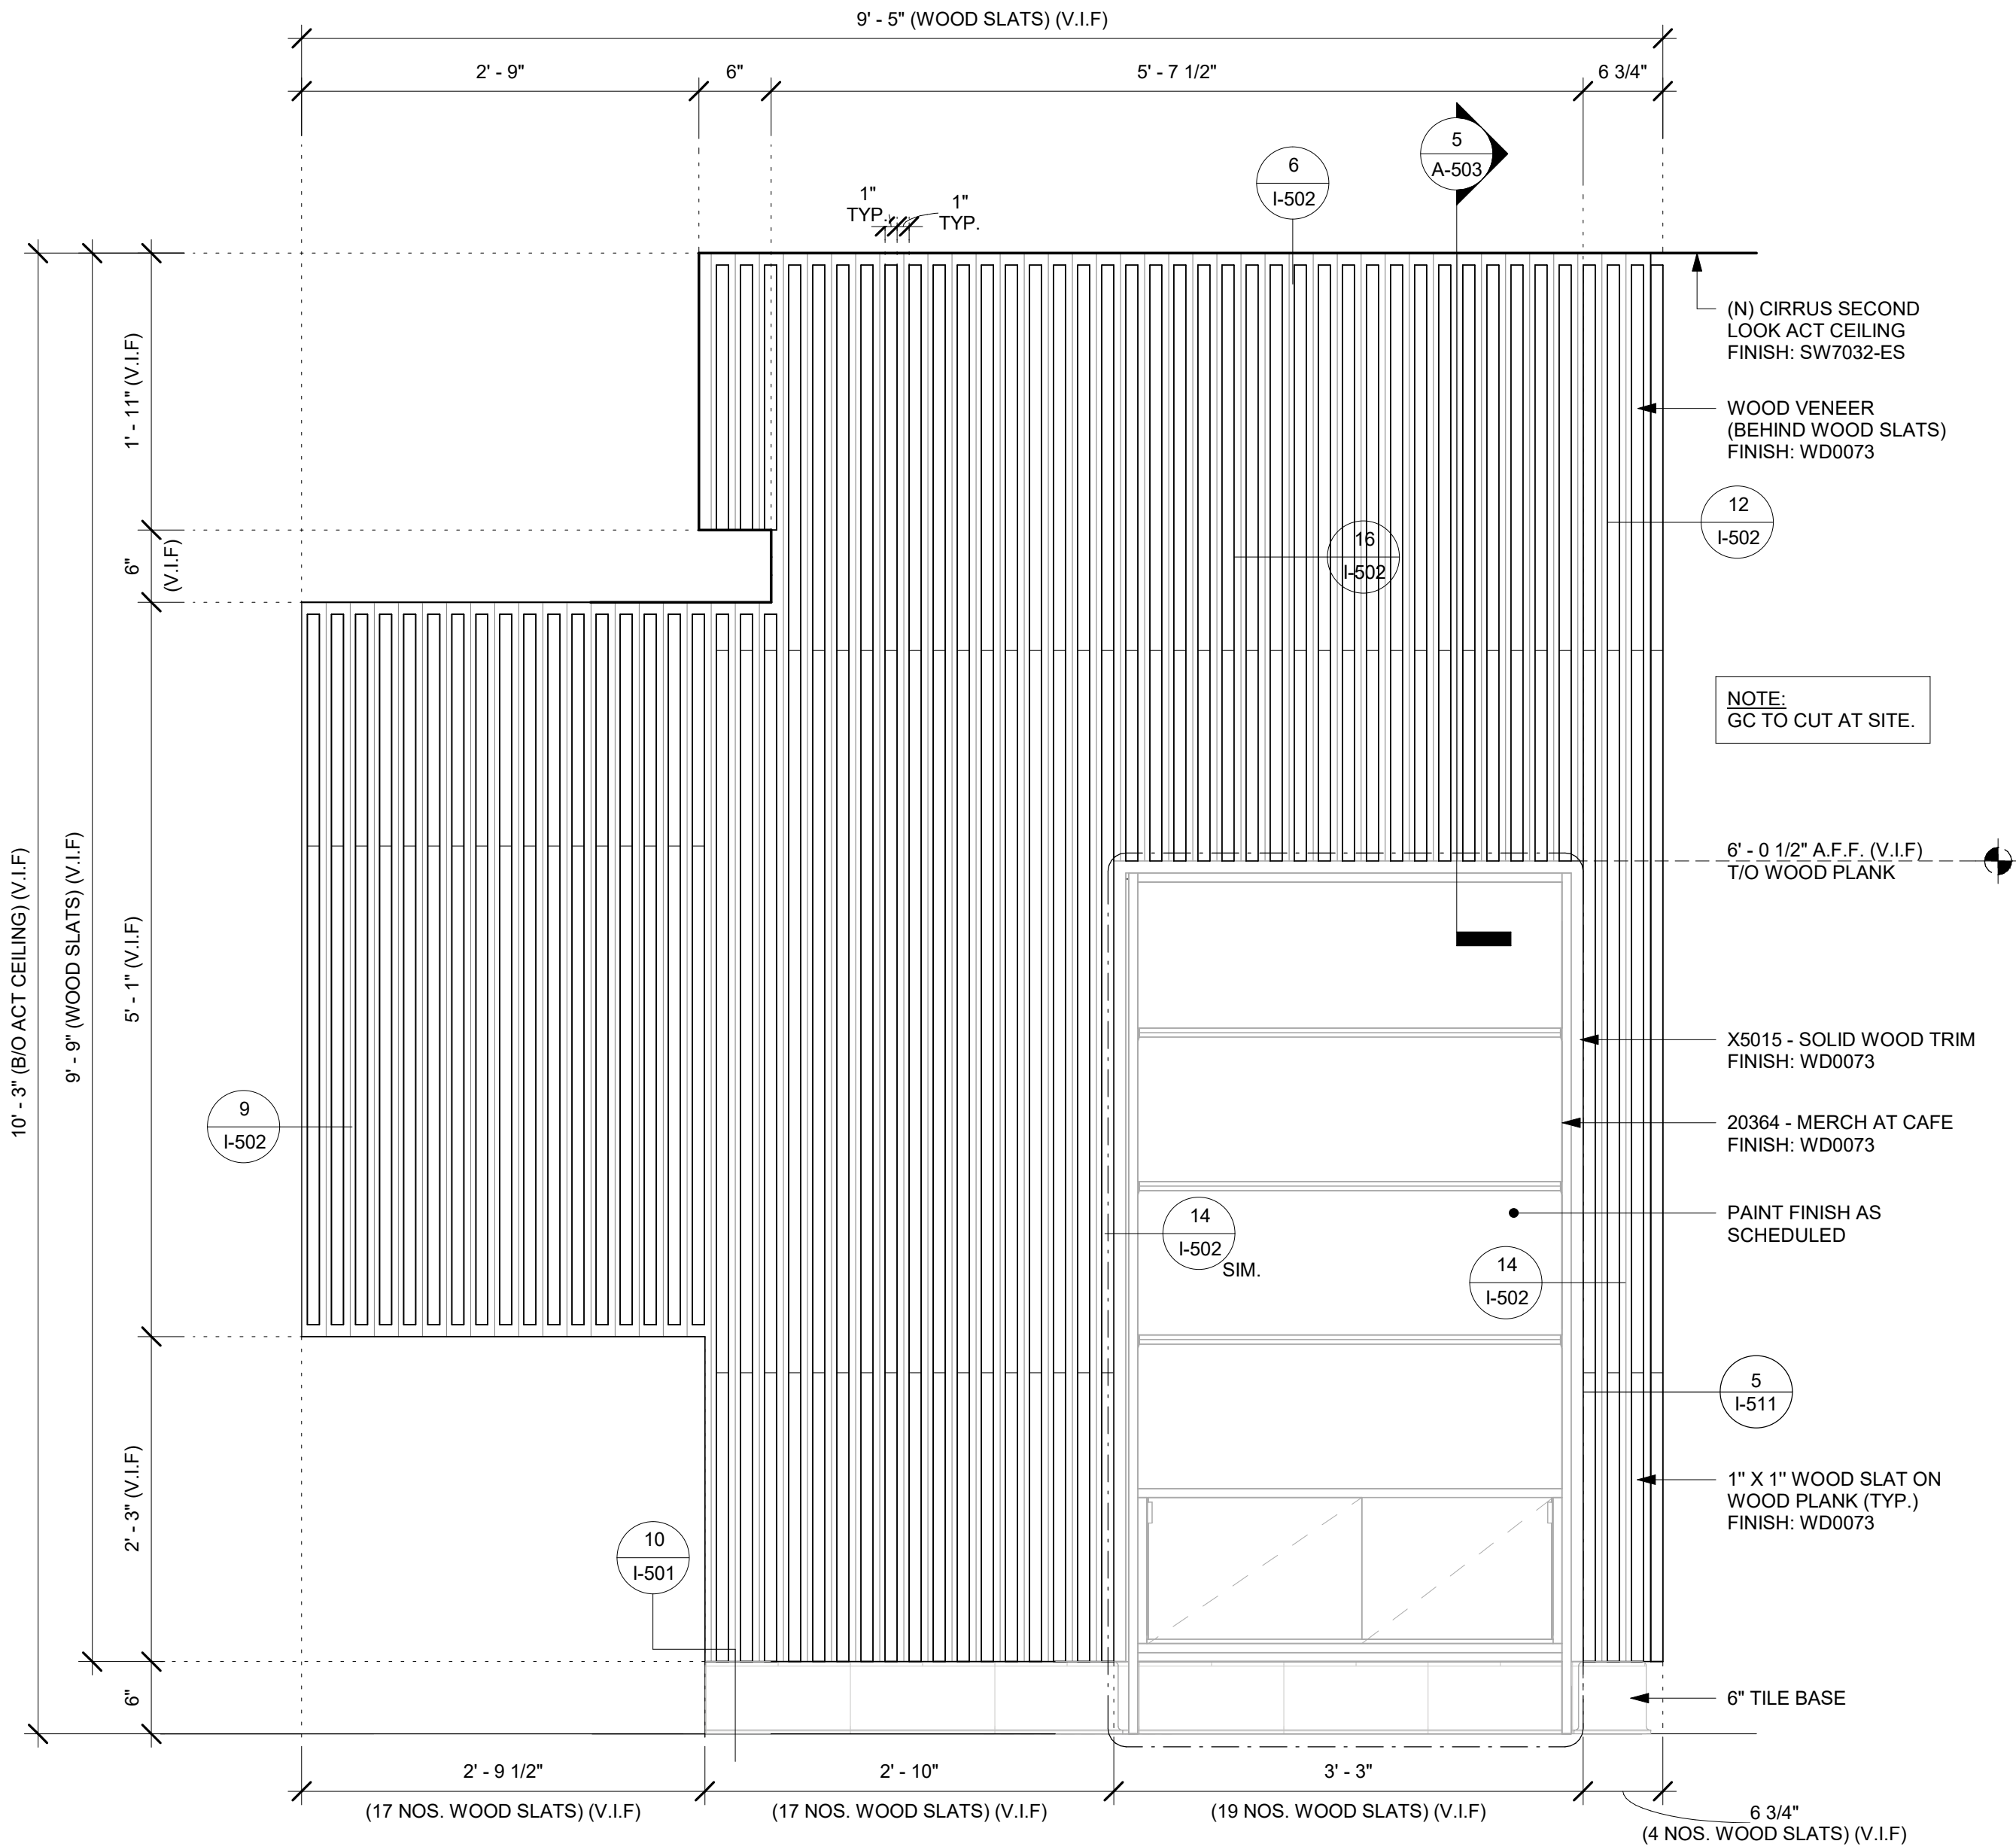 9' - 5" (WOOD SLATS) (V.I.F)
2' - 9"
6"
5' - 7 1/2"
6 3/4"
5
A-503
6
I-502
1"
TYP.
1"
TYP.
(N) CIRRUS SECOND
LOOK ACT CEILING
FINISH: SW7032-ES
WOOD VENEER
(BEHIND WOOD SLATS)
FINISH: WD0073
12
I-502
16
I-502
1' - 11" (V.I.F)
6"
(V.I.F)
NOTE:
GC TO CUT AT SITE.
6' - 0 1/2" A.F.F. (V.I.F)
T/O WOOD PLANK
10' - 3" (B/O ACT CEILING) (V.I.F)
9' - 9" (WOOD SLATS) (V.I.F)
5' - 1" (V.I.F)
X5015 - SOLID WOOD TRIM
FINISH: WD0073
9
I-502
20364 - MERCH AT CAFE
FINISH: WD0073
PAINT FINISH AS
SCHEDULED
14
I-502
SIM.
14
I-502
5
I-511
1" X 1" WOOD SLAT ON
WOOD PLANK (TYP.)
FINISH: WD0073
2' - 3" (V.I.F)
10
I-501
6"
6" TILE BASE
2' - 9 1/2"
(17 NOS. WOOD SLATS) (V.I.F)
2' - 10"
(17 NOS. WOOD SLATS) (V.I.F)
3' - 3"
(19 NOS. WOOD SLATS) (V.I.F)
6 3/4"
(4 NOS. WOOD SLATS) (V.I.F)